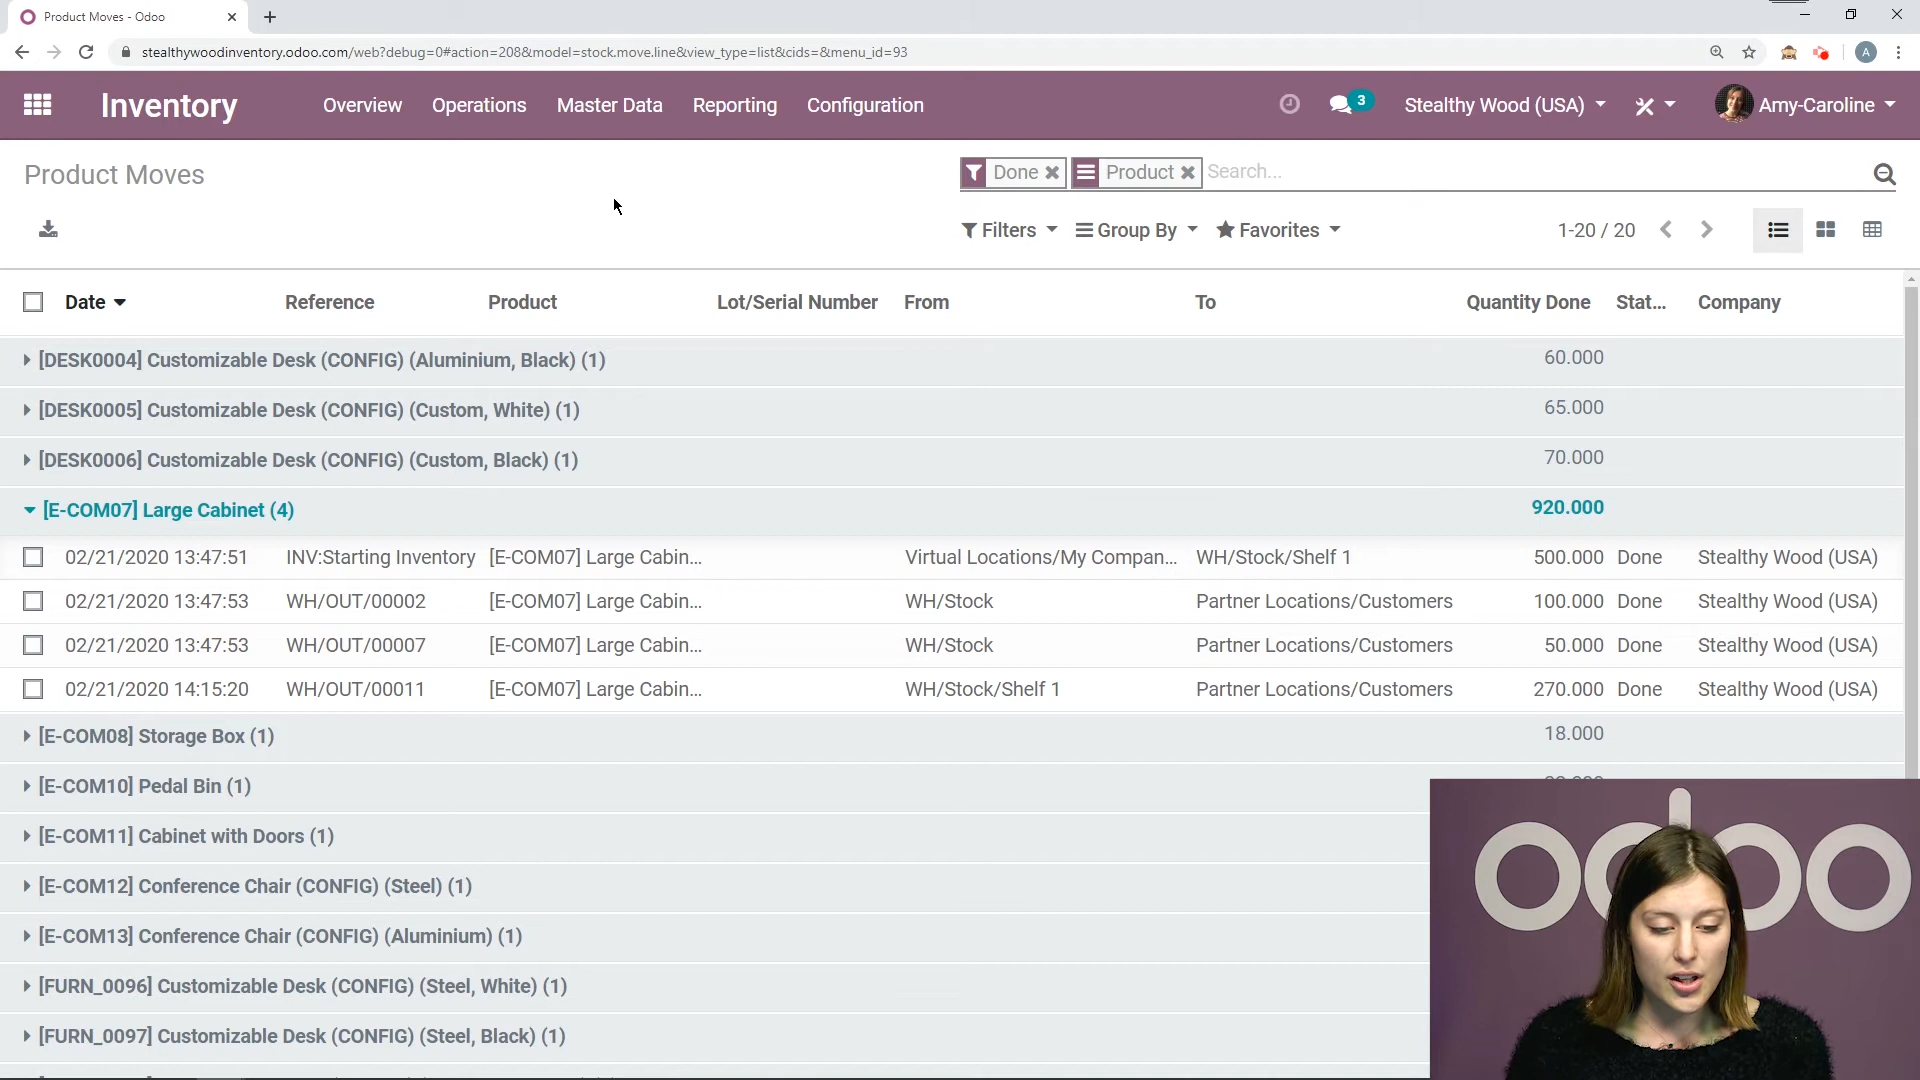 Product Moves - Odoo
stealthywoodinventory.odoo.com/web?debug=0#action=208&model=stock.move.line&view_type=list&cids=&menu_id=93
A
Inventory Overview Operations Master Data Reporting Configuration 3 Stealthy Wood (USA) Amy-Caroline
Product Moves Done Product Search...
Filters Group By Favorites 1-20 / 20
Date Reference Product Lot/Serial Number From To Quantity Done Stat... Company
[DESK0004] Customizable Desk (CONFIG) (Aluminium, Black) (1) 60.000
[DESK0005] Customizable Desk (CONFIG) (Custom, White) (1) 65.000
[DESK0006] Customizable Desk (CONFIG) (Custom, Black) (1) 70.000
[E-COM07] Large Cabinet (4) 920.000
02/21/2020 13:47:51 INV:Starting Inventory [E-COM07] Large Cabin... Virtual Locations/My Compan... WH/Stock/Shelf 1 500.000 Done Stealthy Wood (USA)
02/21/2020 13:47:53 WH/OUT/00002 [E-COM07] Large Cabin... WH/Stock Partner Locations/Customers 100.000 Done Stealthy Wood (USA)
02/21/2020 13:47:53 WH/OUT/00007 [E-COM07] Large Cabin... WH/Stock Partner Locations/Customers 50.000 Done Stealthy Wood (USA)
02/21/2020 14:15:20 WH/OUT/00011 [E-COM07] Large Cabin... WH/Stock/Shelf 1 Partner Locations/Customers 270.000 Done Stealthy Wood (USA)
[E-COM08] Storage Box (1) 18.000
[E-COM10] Pedal Bin (1)
[E-COM11] Cabinet with Doors (1)
[E-COM12] Conference Chair (CONFIG) (Steel) (1)
[E-COM13] Conference Chair (CONFIG) (Aluminium) (1)
[FURN_0096] Customizable Desk (CONFIG) (Steel, White) (1)
[FURN_0097] Customizable Desk (CONFIG) (Steel, Black) (1)
odoo